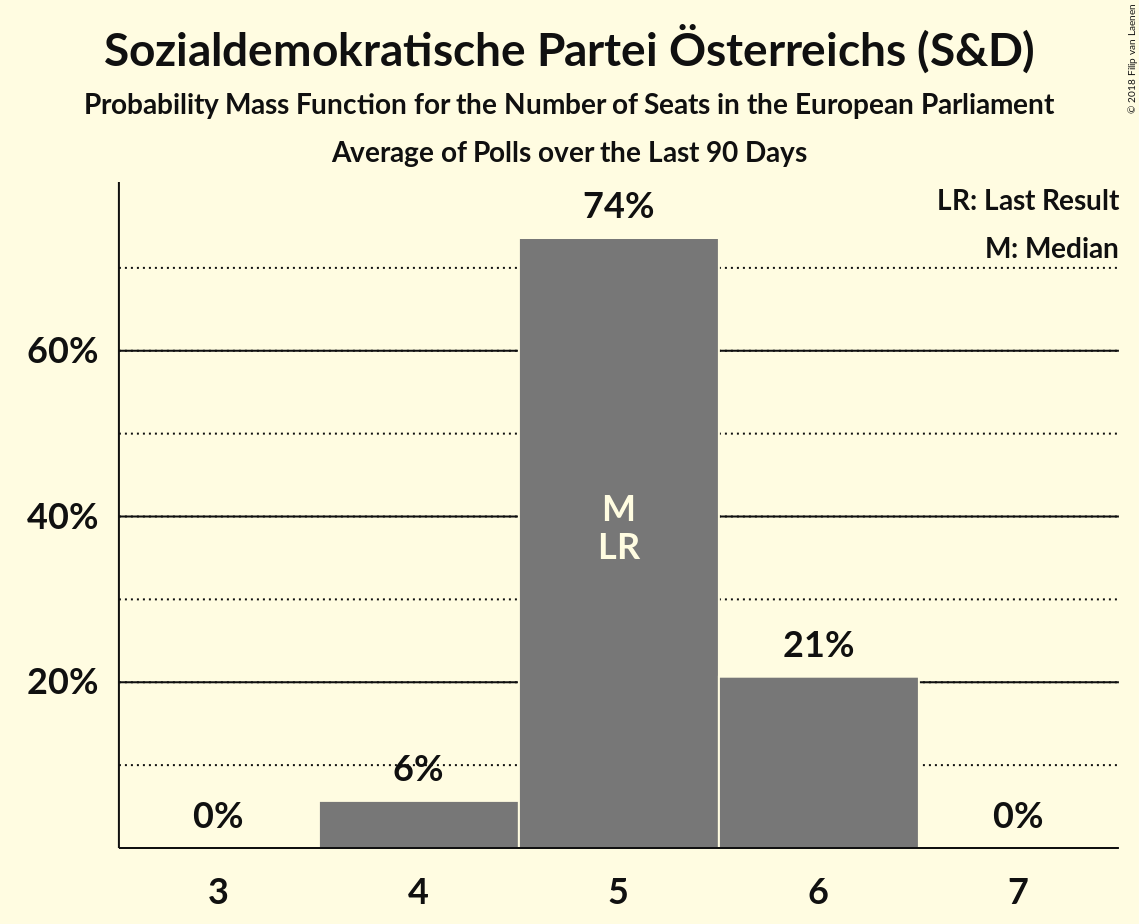 Sozialdemokratische Partei Österreichs (S&D)
Probability Mass Function for the Number of Seats in the European Parliament
Average of Polls over the Last 90 Days
© 2018 Filip van Laenen
LR: Last Result
M: Median
74%
60%
M
40%
LR
21%
20%
6%
0%
0%
3 4 5 6 7